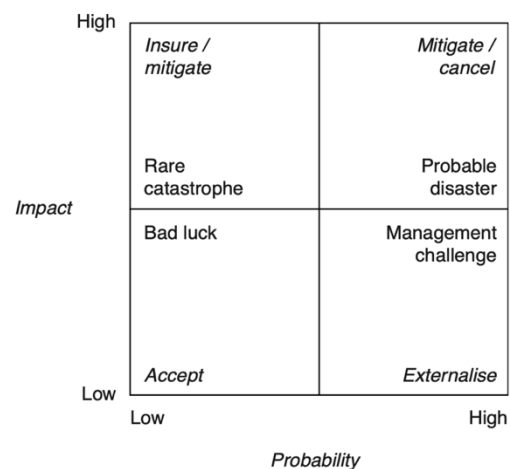 High
Insure /
mitigate
Mitigate /
cancel
Rare
catastrophe
Probable
disaster
Impact
Bad luck
Management
challenge
Accept
Externalise
Low
Low
High
Probability